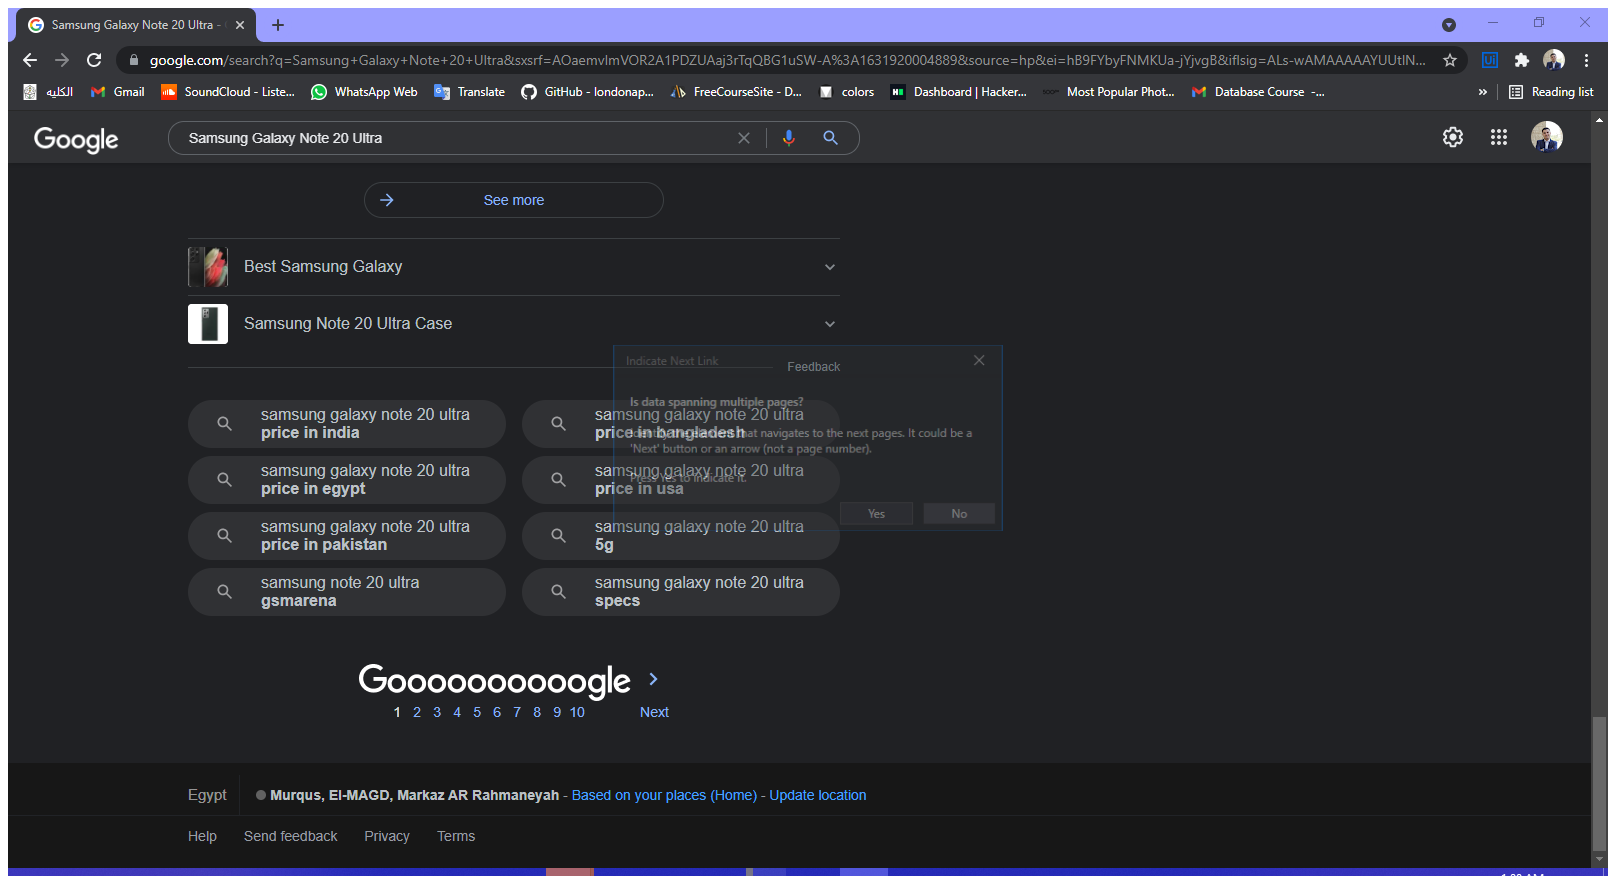 Samsung Galaxy Note 20 Ultra -
google.com/search?q=Samsung+Galaxy+Note+20+Ultra&sxsrf=AOaemvImVOR2A1PDZUAaj3rTqQBG1uSW-A%3A1631920004889&source=hp&ei=hB9FYbyFNMKUa-jYjvgB&iflsig=ALs-wAMAAAAAYUUtlN...
الكليه Gmail SoundCloud - Liste... WhatsApp Web Translate GitHub - londonap... FreeCourseSite - D... colors Dashboard | Hacker... Most Popular Phot... Database Course -... » Reading list
Google Samsung Galaxy Note 20 Ultra
See more
Best Samsung Galaxy
Samsung Note 20 Ultra Case
Indicate Next Link
Feedback
Is data spanning multiple pages?
that navigates to the next pages. It could be a
'Next' button or an arrow (not a page number).
Press Yes to indicate it.
Yes No
samsung galaxy note 20 ultra
price in india
samsung galaxy note 20 ultra
price in bangladesh
samsung galaxy note 20 ultra
price in egypt
samsung galaxy note 20 ultra
price in usa
samsung galaxy note 20 ultra
price in pakistan
samsung galaxy note 20 ultra
5g
samsung note 20 ultra
gsmarena
samsung galaxy note 20 ultra
specs
Goooooooooogle
1 2 3 4 5 6 7 8 9 10 Next
Egypt Murqus, El-MAGD, Markaz AR Rahmaneyah - Based on your places (Home) - Update location
Help Send feedback Privacy Terms